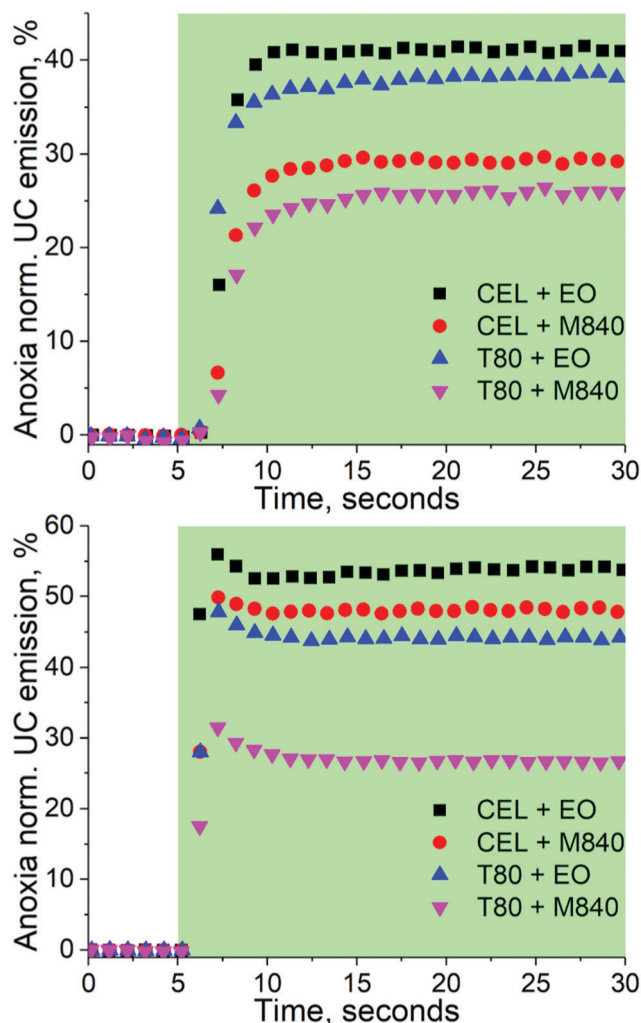 Anoxia norm. UC emission, %
40
30
20
10
0
CEL + EO
CEL + M840
T80 + EO
T80 + M840
0 5 10 15 20 25 30
Time, seconds
Anoxia norm. UC emission, %
60
50
40
30
20
10
0
CEL + EO
CEL + M840
T80 + EO
T80 + M840
0 5 10 15 20 25 30
Time, seconds